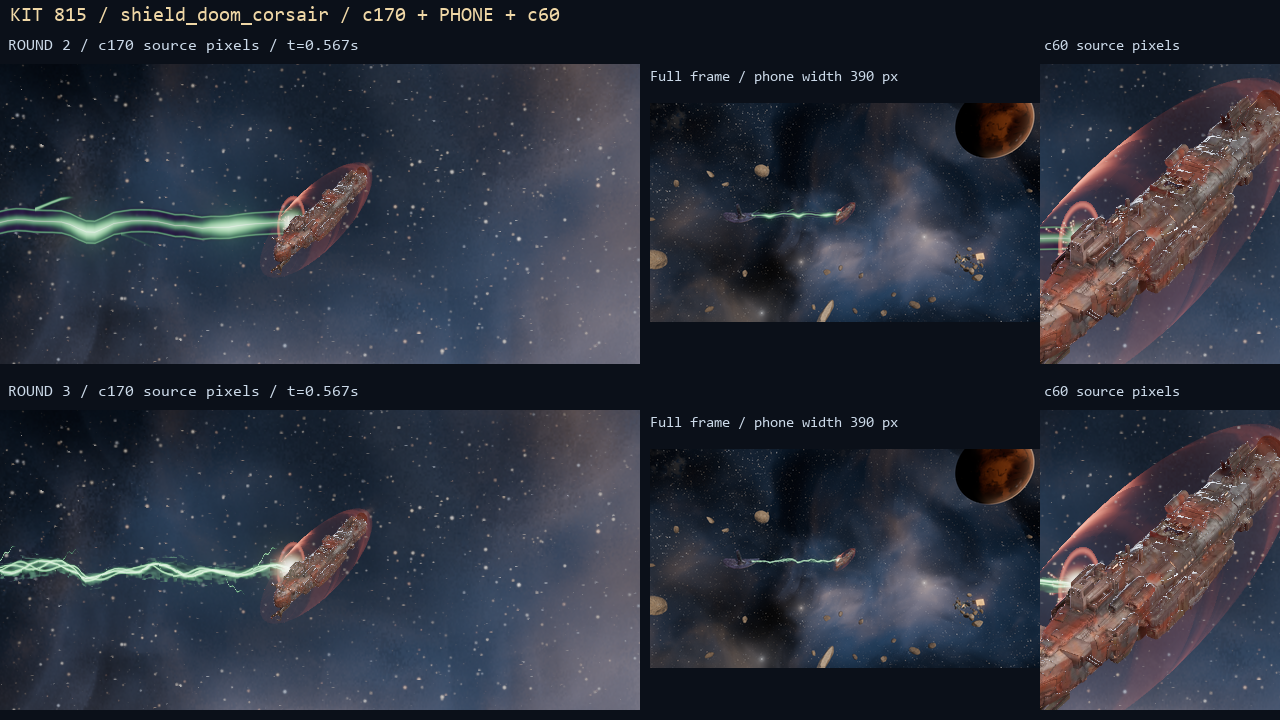 KIT 815 / shield_doom_corsair / c170 + PHONE + c60
ROUND 2 / c170 source pixels / t=0.567s
c60 source pixels
Full frame / phone width 390 px
ROUND 3 / c170 source pixels / t=0.567s
c60 source pixels
Full frame / phone width 390 px